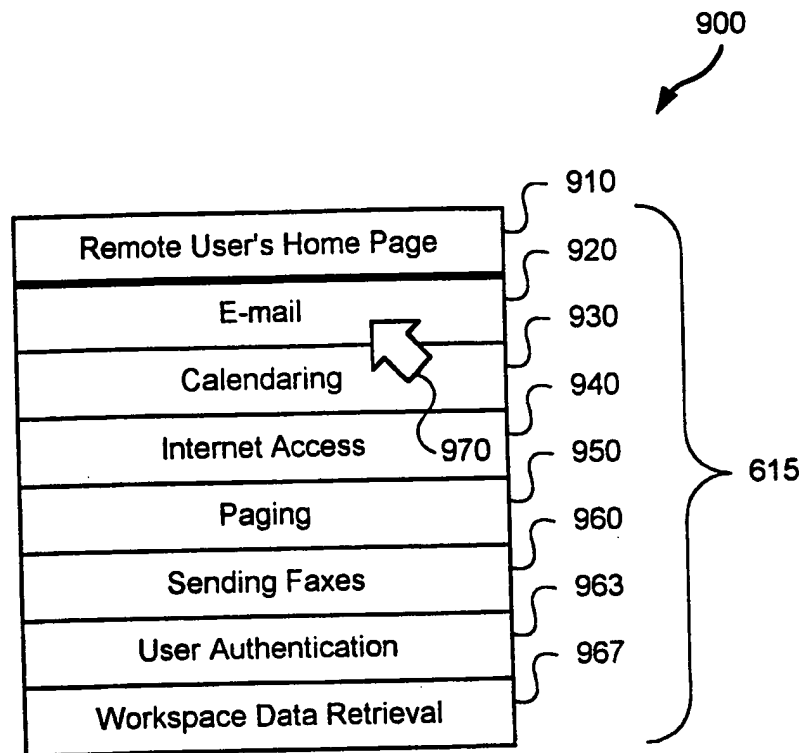 900
Remote User's Home Page 910
E-mail 920
Calendaring 930
Internet Access 940
970
Paging 950
Sending Faxes 960
User Authentication 963
Workspace Data Retrieval 967
615